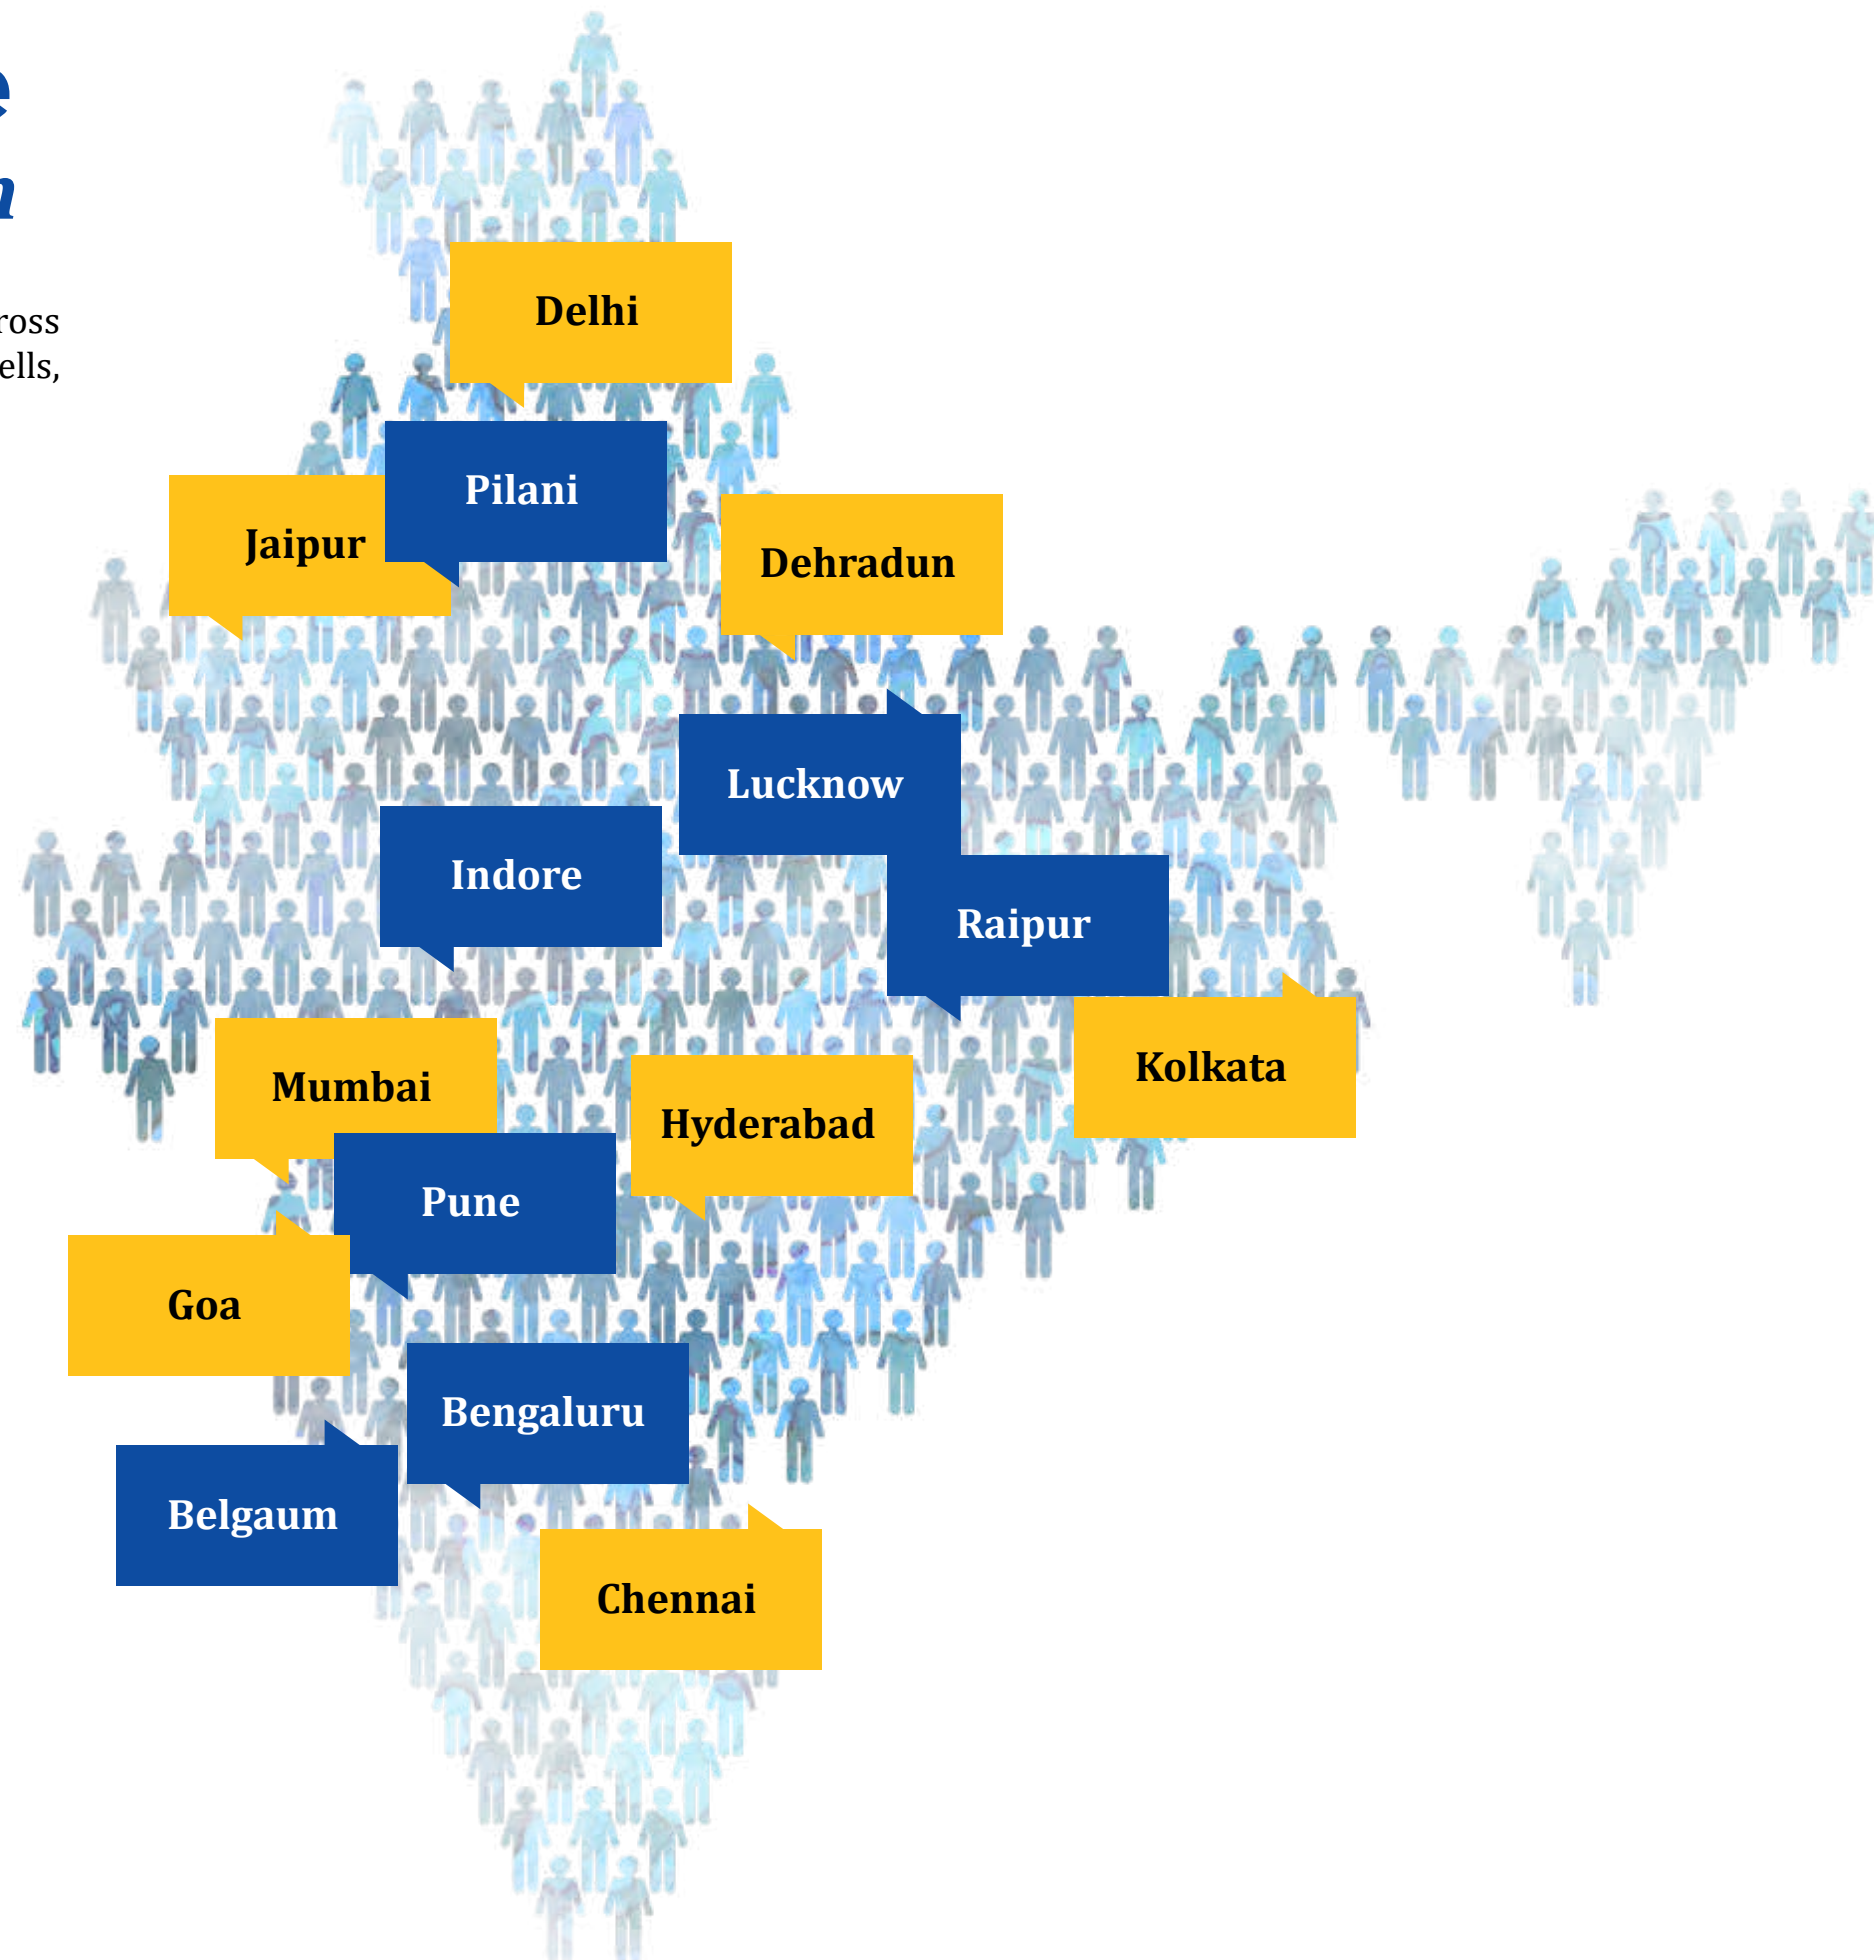 Delhi
Pilani
Jaipur
Dehradun
Lucknow
Indore
Raipur
Kolkata
Mumbai
Hyderabad
Pune
Goa
Bengaluru
Belgaum
Chennai